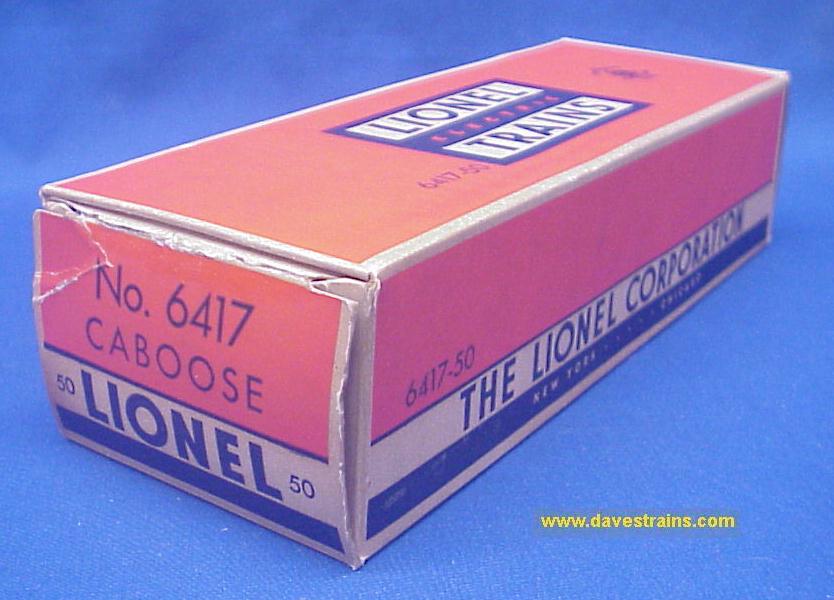 LIONEL
ELECTRIC
TRAINS
6417-50
No. 6417
CABOOSE
50 LIONEL 50
6417-50
THE LIONEL CORPORATION
NEW YORK · · · · · CHICAGO
www.davestrains.com